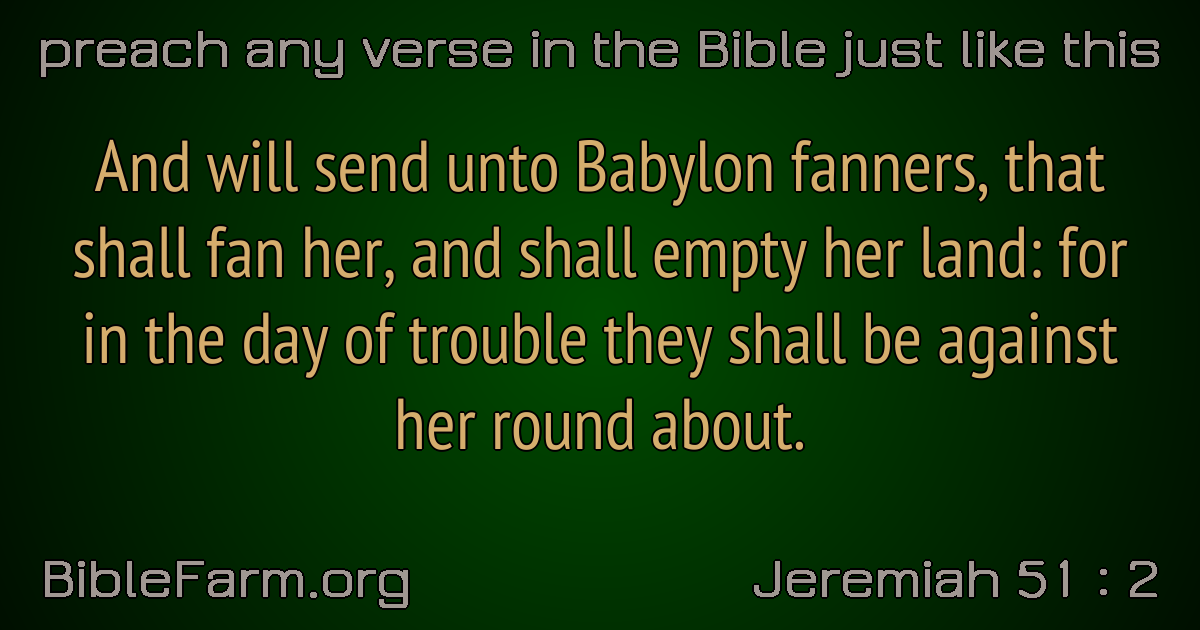 preach any verse in the Bible just like this
And will send unto Babylon fanners, that
shall fan her, and shall empty her land: for
in the day of trouble they shall be against
her round about.
BibleFarm.org
Jeremiah 51 : 2